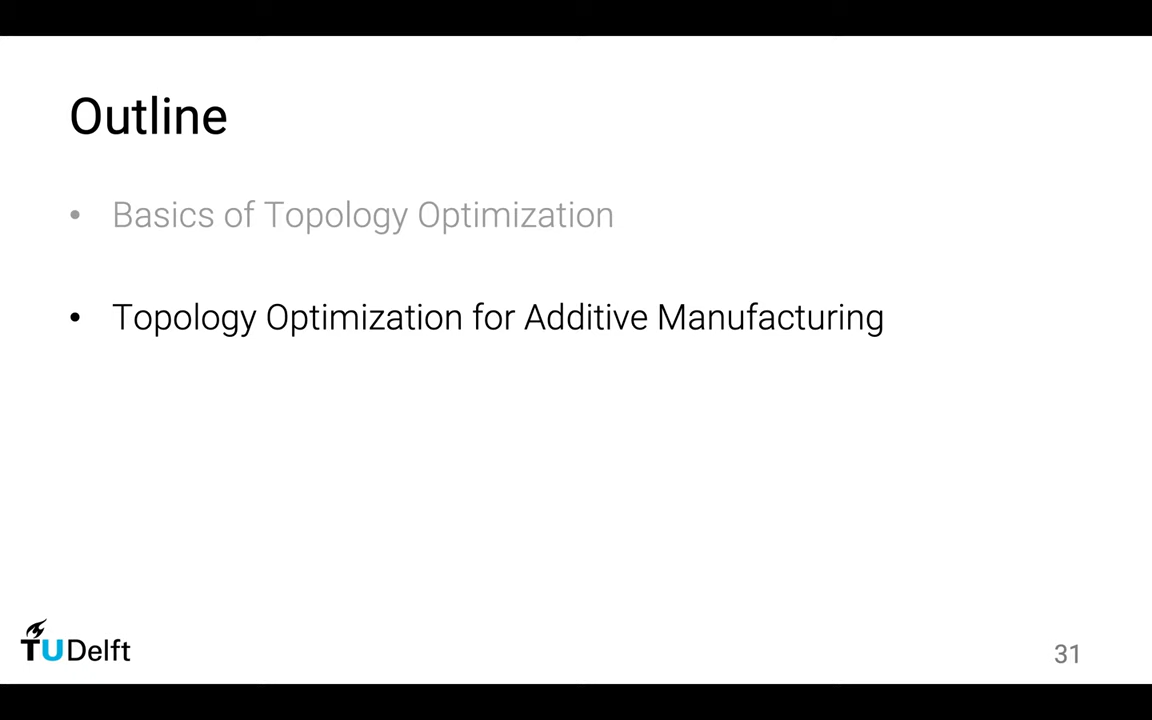 Outline
• Basics of Topology Optimization
• Topology Optimization for Additive Manufacturing
TUDelft
31